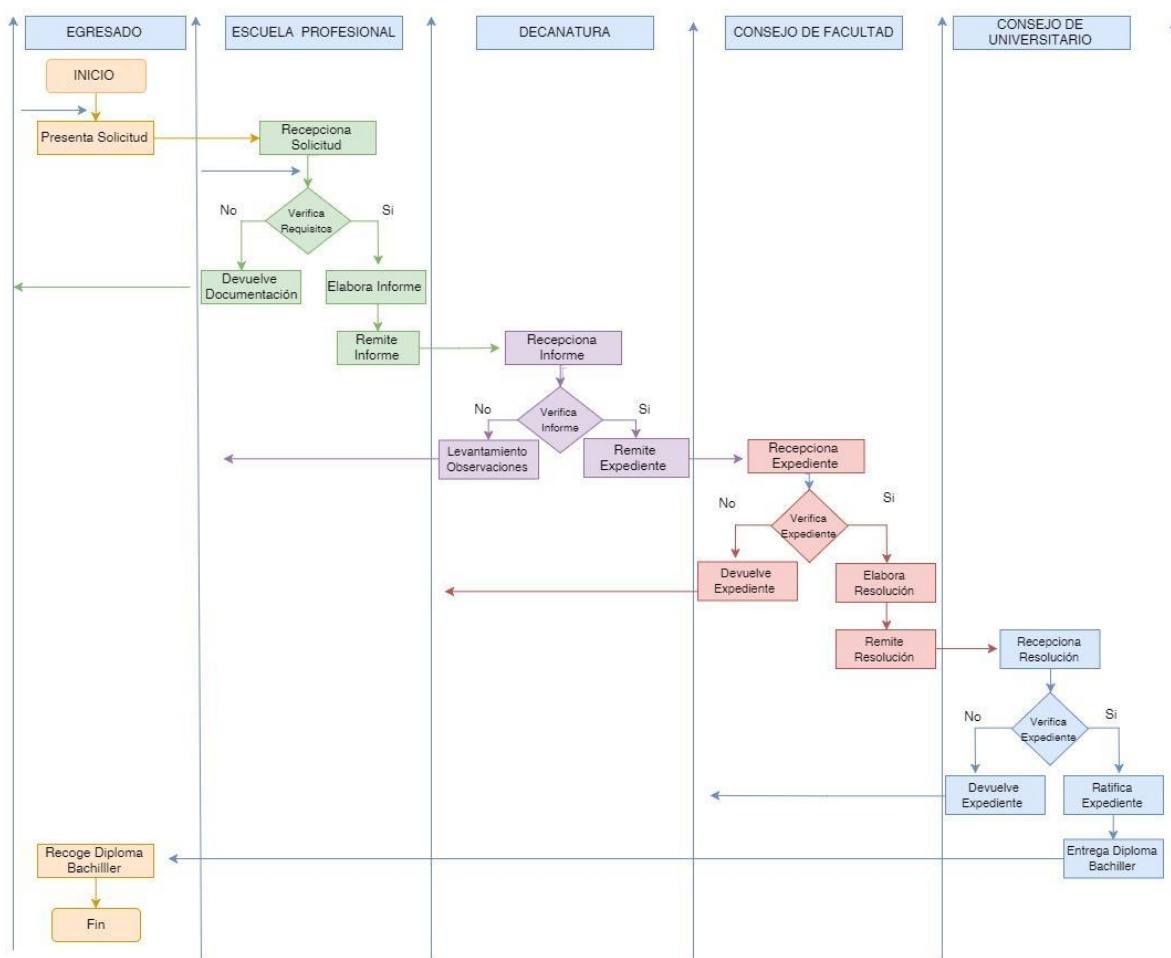 EGRESADO
ESCUELA PROFESIONAL
DECANATURA
CONSEJO DE FACULTAD
CONSEJO DE
UNIVERSITARIO
INICIO
Presenta Solicitud
Recepciona
Solicitud
No
Si
Verifica
Requisitos
Devuelve
Documentación
Elabora Informe
Remite
Informe
Recepciona
Informe
No
Si
Verifica
Informe
Levantamiento
Observaciones
Remite
Expediente
Recepciona
Expediente
No
Si
Verifica
Expediente
Devuelve
Expediente
Elabora
Resolución
Remite
Resolución
Recepciona
Resolución
No
Si
Verifica
Expediente
Devuelve
Expediente
Ratifica
Expediente
Entrega Diploma
Bachiller
Recoge Diploma
Bachilller
Fin